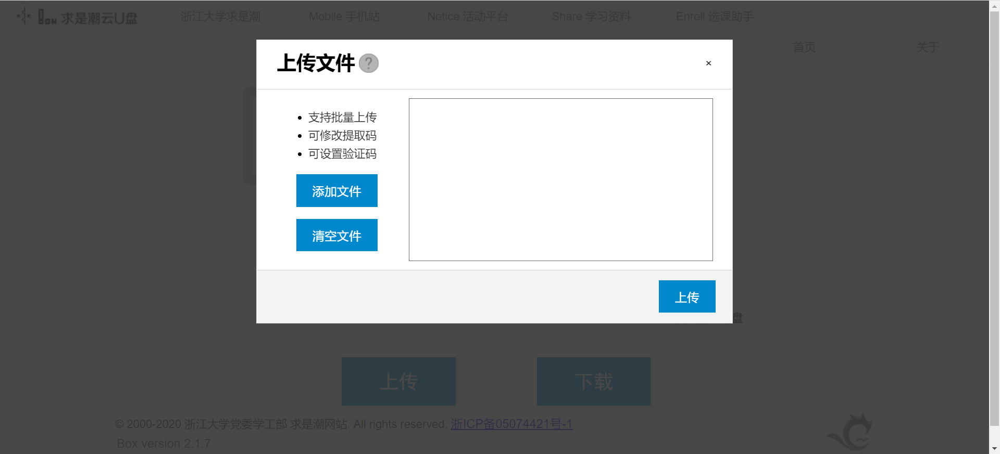 Box 求是潮云U盘
浙江大学求是潮
Mobile 手机站
Notice 活动平台
Share 学习资料
Enroll 选课助手
首页
关于
上传文件 ?
×
支持批量上传
可修改提取码
可设置验证码
添加文件
清空文件
上传
盘
上传
下载
© 2000-2020 浙江大学党委学工部 求是潮网站. All rights reserved. 浙ICP备05074421号-1
Box version 2.1.7